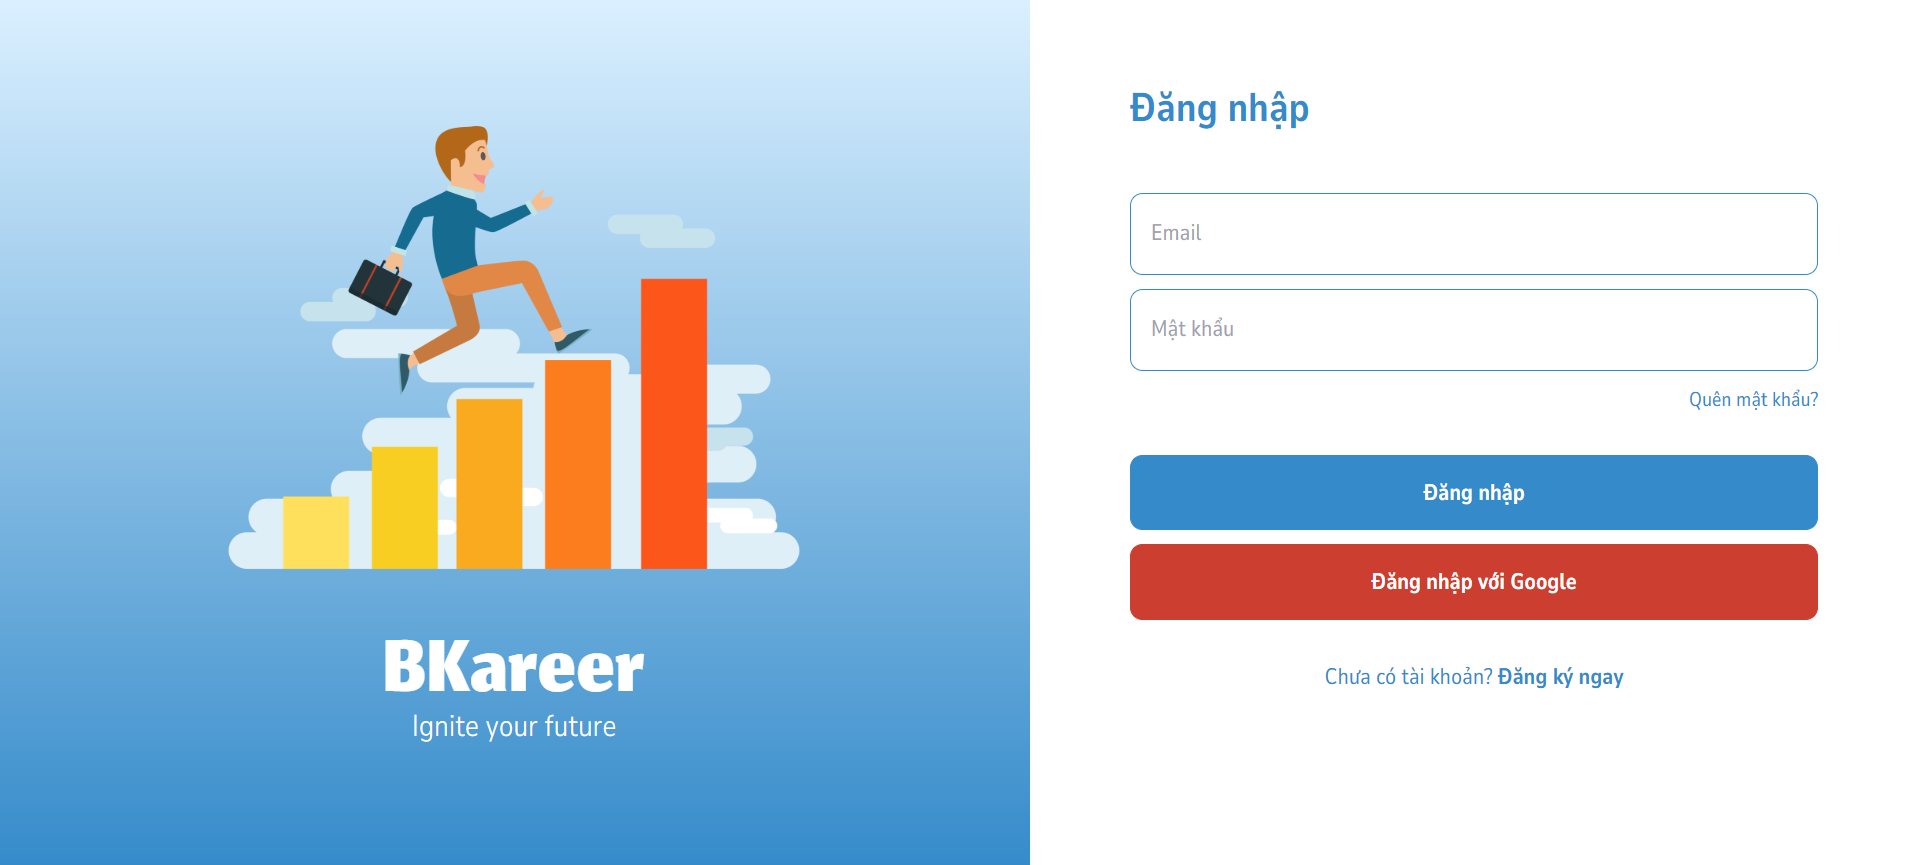 BKareer
Ignite your future
Đăng nhập
Email
Mật khẩu
Quên mật khẩu?
Đăng nhập
Đăng nhập với Google
Chưa có tài khoản? Đăng ký ngay